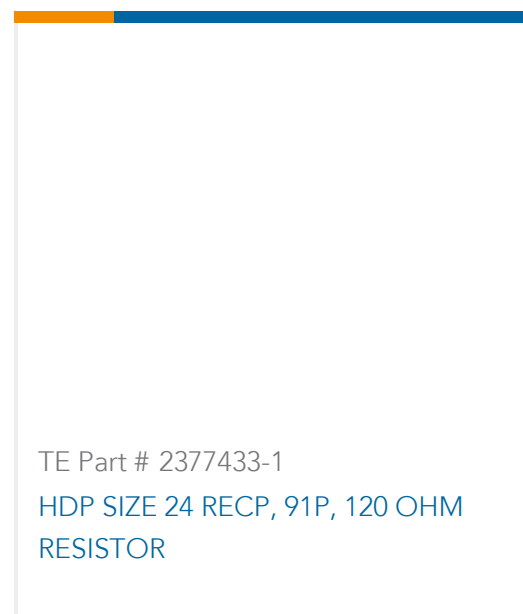 TE Part # 2377433-1
HDP SIZE 24 RECP, 91P, 120 OHM
RESISTOR